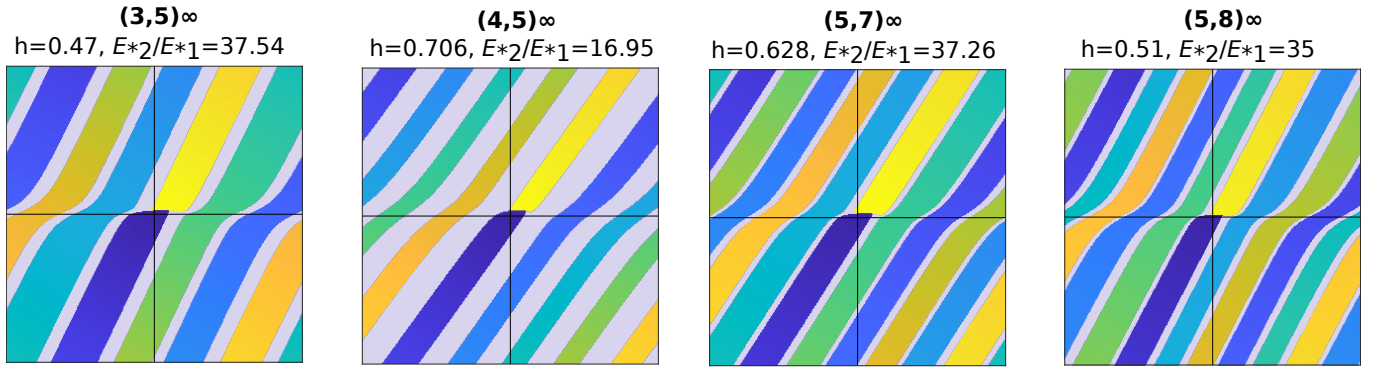 (3,5)∞
h=0.47, E*2/E*1=37.54
(4,5)∞
h=0.706, E*2/E*1=16.95
(5,7)∞
h=0.628, E*2/E*1=37.26
(5,8)∞
h=0.51, E*2/E*1=35